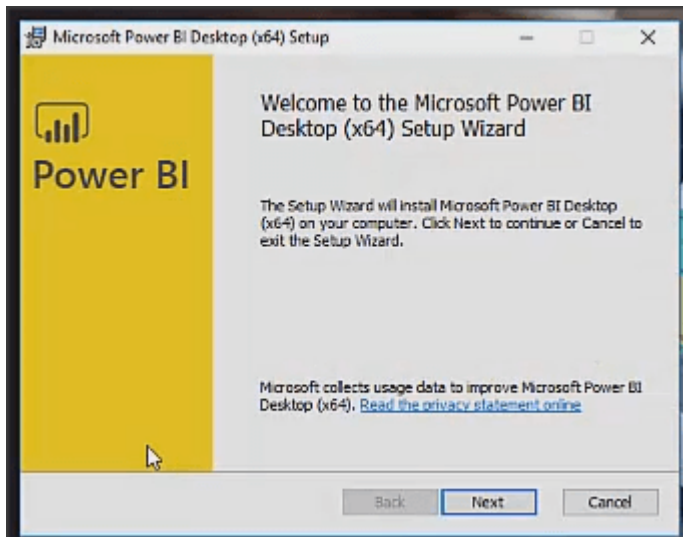 Microsoft Power BI Desktop (x64) Setup
Power BI
Welcome to the Microsoft Power BI
Desktop (x64) Setup Wizard
The Setup Wizard will install Microsoft Power BI Desktop
(x64) on your computer. Click Next to continue or Cancel to
exit the Setup Wizard.
Microsoft collects usage data to improve Microsoft Power BI
Desktop (x64). Read the privacy statement online
Back Next Cancel